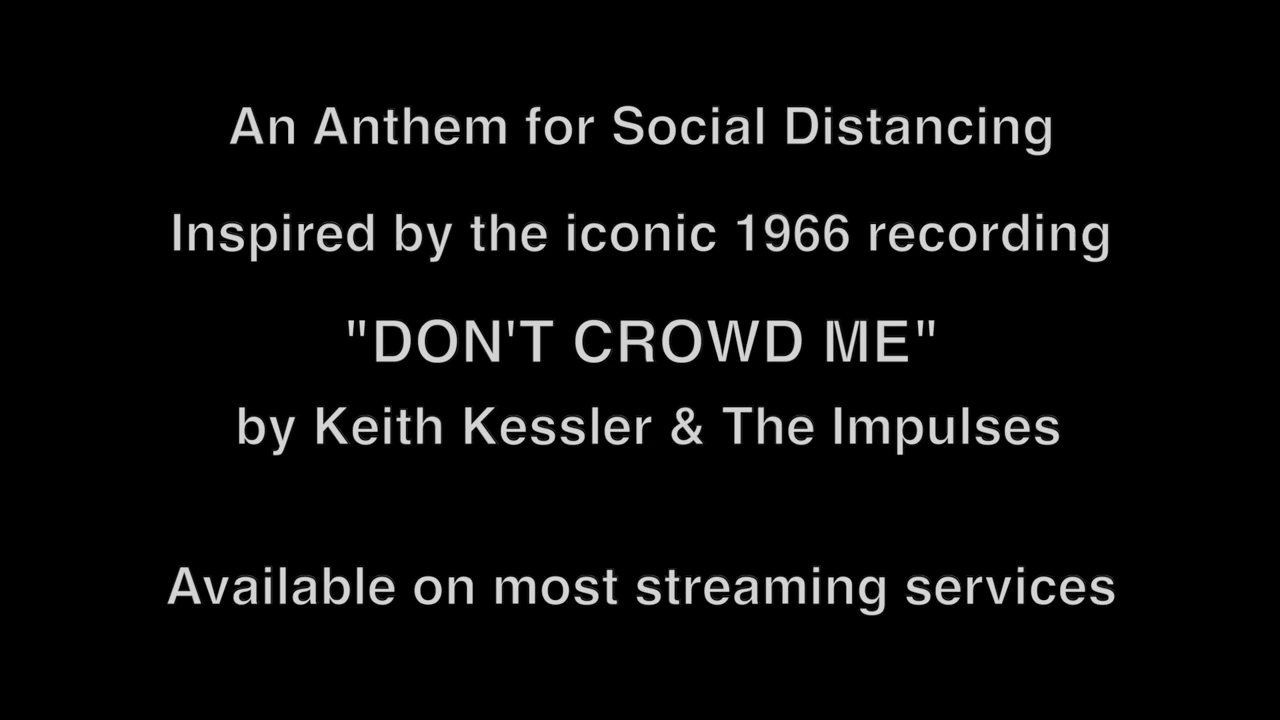 An Anthem for Social Distancing
Inspired by the iconic 1966 recording
"DON'T CROWD ME"
by Keith Kessler & The Impulses
Available on most streaming services